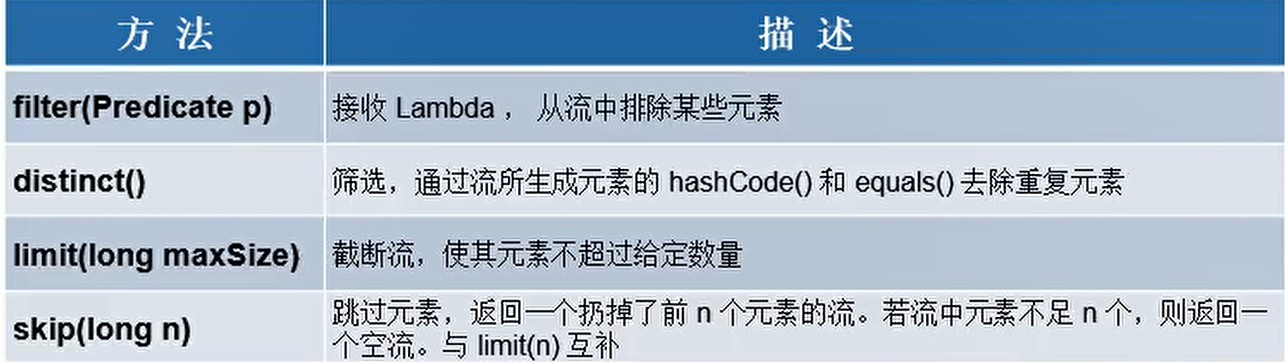 方 法
描 述
filter(Predicate p)
接收 Lambda ， 从流中排除某些元素
distinct()
筛选，通过流所生成元素的 hashCode() 和 equals() 去除重复元素
limit(long maxSize)
截断流，使其元素不超过给定数量
skip(long n)
跳过元素，返回一个扔掉了前 n 个元素的流。若流中元素不足 n 个，则返回一
个空流。与 limit(n) 互补